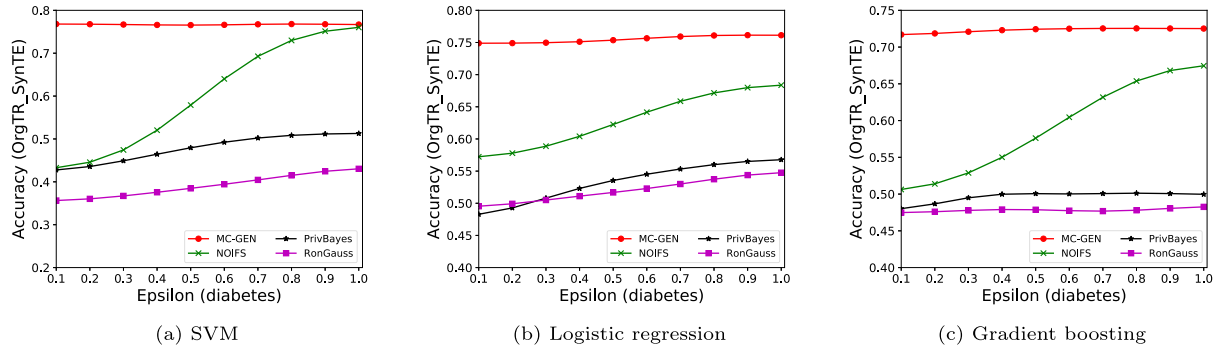 Accuracy (OrgTR_SynTE)
0.8
0.7
0.6
0.5
0.4
0.3
0.2
MC-GEN
NOIFS
PrivBayes
RonGauss
0.1 0.2 0.3 0.4 0.5 0.6 0.7 0.8 0.9 1.0
Epsilon (diabetes)
(a) SVM
Accuracy (OrgTR_SynTE)
0.80
0.75
0.70
0.65
0.60
0.55
0.50
0.45
0.40
MC-GEN
NOIFS
PrivBayes
RonGauss
0.1 0.2 0.3 0.4 0.5 0.6 0.7 0.8 0.9 1.0
Epsilon (diabetes)
(b) Logistic regression
Accuracy (OrgTR_SynTE)
0.75
0.70
0.65
0.60
0.55
0.50
0.45
0.40
MC-GEN
NOIFS
PrivBayes
RonGauss
0.1 0.2 0.3 0.4 0.5 0.6 0.7 0.8 0.9 1.0
Epsilon (diabetes)
(c) Gradient boosting